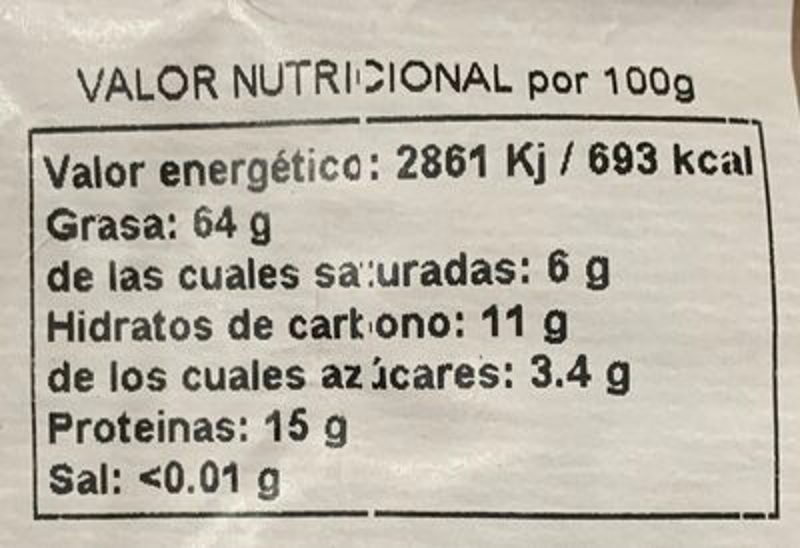 VALOR NUTRICIONAL por 100g
Valor energético: 2861 Kj / 693 kcal
Grasa: 64 g
de las cuales saturadas: 6 g
Hidratos de carbono: 11 g
de los cuales azúcares: 3.4 g
Proteinas: 15 g
Sal: <0.01 g